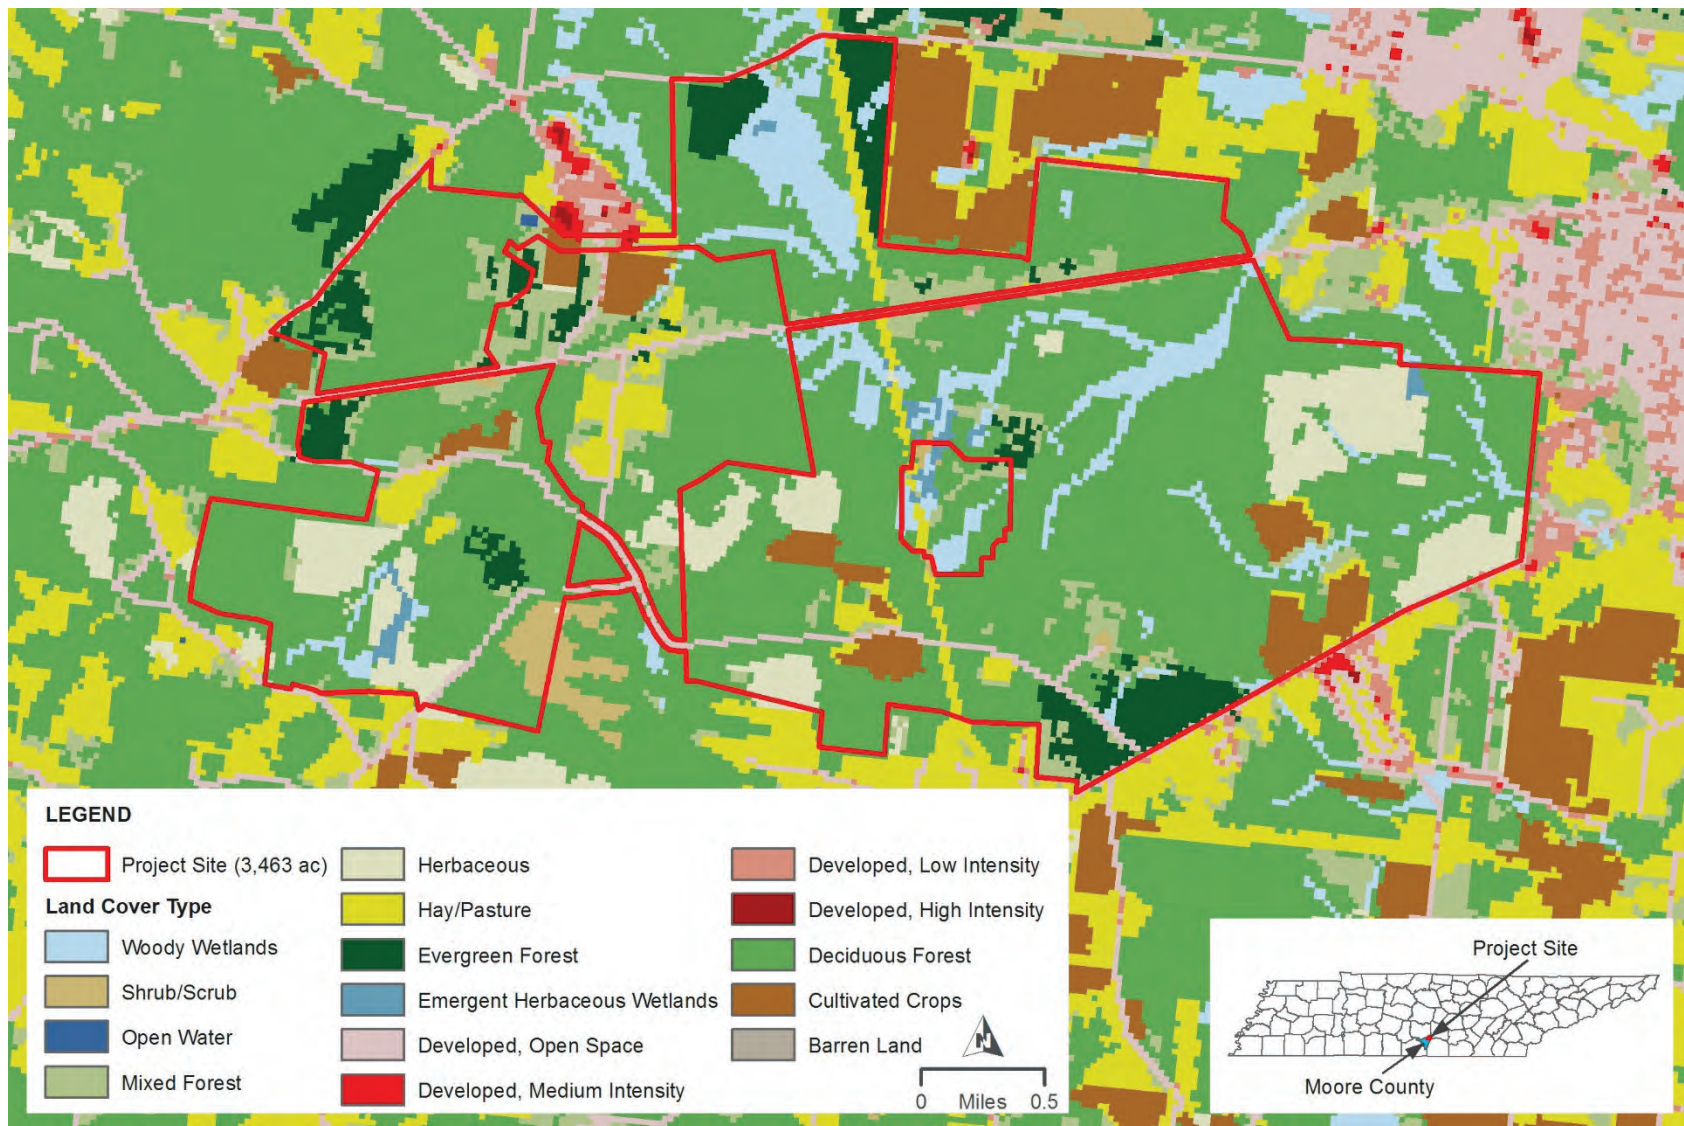 LEGEND
Project Site (3,463 ac)
Land Cover Type
Woody Wetlands
Shrub/Scrub
Open Water
Mixed Forest
Herbaceous
Hay/Pasture
Evergreen Forest
Emergent Herbaceous Wetlands
Developed, Open Space
Developed, Medium Intensity
Developed, Low Intensity
Developed, High Intensity
Deciduous Forest
Cultivated Crops
Barren Land
N
0 Miles 0.5
Project Site
Moore County